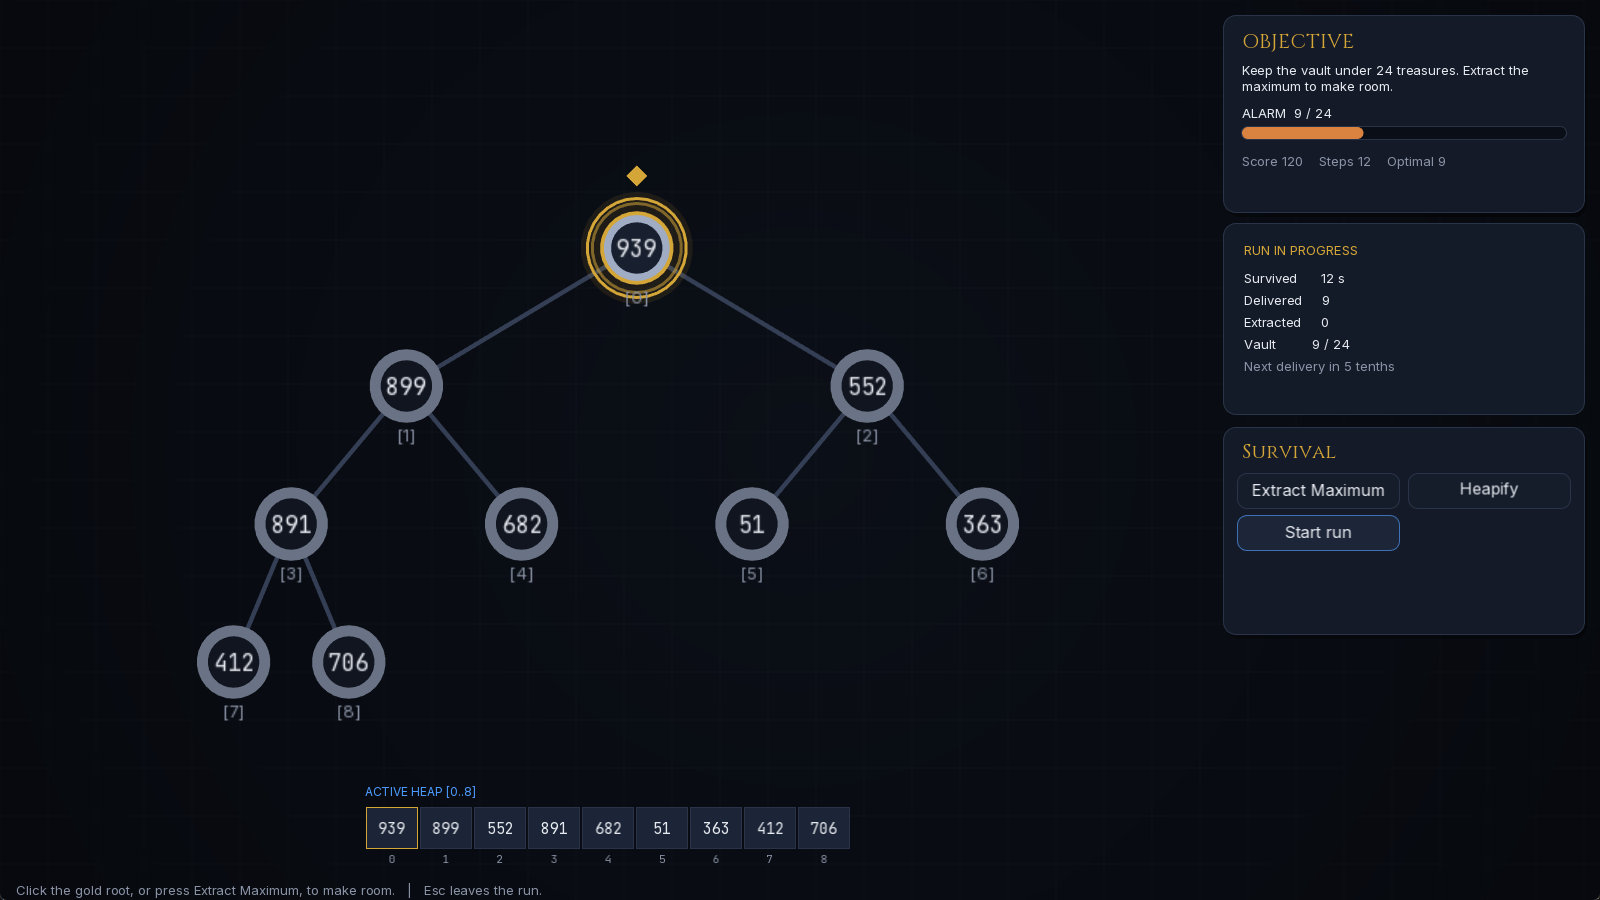 OBJECTIVE
Keep the vault under 24 treasures. Extract the
maximum to make room.
ALARM 9 / 24
Score 120 Steps 12 Optimal 9
RUN IN PROGRESS
Survived 12 s
Delivered 9
Extracted 0
Vault 9 / 24
Next delivery in 5 tenths
SURVIVAL
Extract Maximum Heapify
Start run
939
[0]
899 552
[1] [2]
891 682 51 363
[3] [4] [5] [6]
412 706
[7] [8]
ACTIVE HEAP [0..8]
939 899 552 891 682 51 363 412 706
0 1 2 3 4 5 6 7 8
Click the gold root, or press Extract Maximum, to make room. | Esc leaves the run.